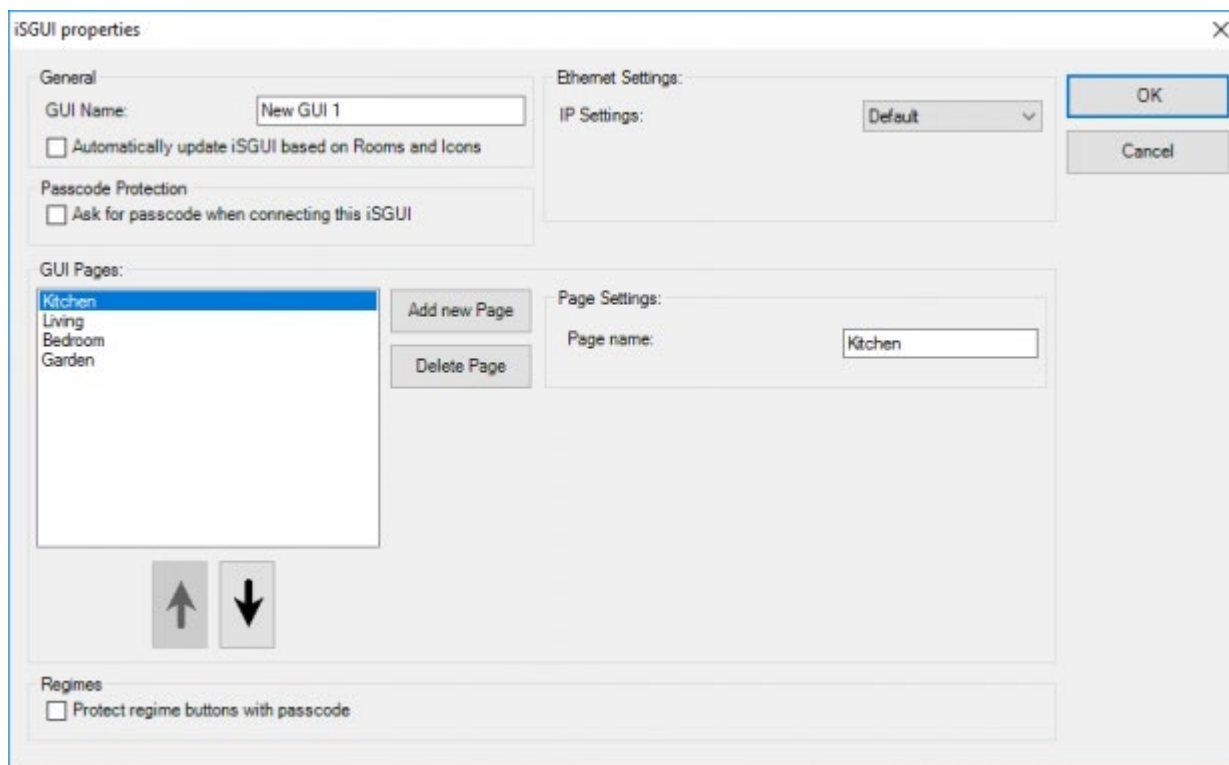 iSGUI properties
General
GUI Name: New GUI 1
Automatically update iSGUI based on Rooms and Icons
Passcode Protection
Ask for passcode when connecting this iSGUI
Ethernet Settings:
IP Settings: Default
OK
Cancel
GUI Pages:
Kitchen
Living
Bedroom
Garden
Add new Page
Delete Page
Page Settings:
Page name: Kitchen
Regimes
Protect regime buttons with passcode